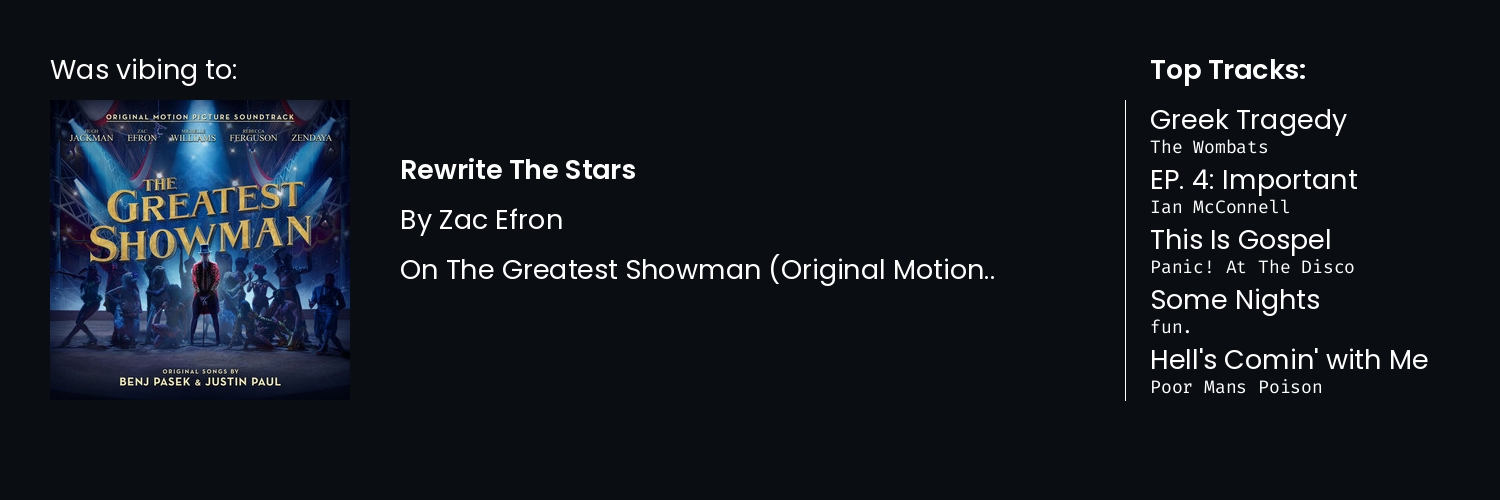 Was vibing to:
ORIGINAL MOTION PICTURE SOUNDTRACK
HUGH JACKMAN ZAC EFRON MICHELLE WILLIAMS REBECCA FERGUSON ZENDAYA
THE
GREATEST
SHOWMAN
ORIGINAL SONGS BY
BENJ PASEK & JUSTIN PAUL
Rewrite The Stars
By Zac Efron
On The Greatest Showman (Original Motion..
Top Tracks:
Greek Tragedy
The Wombats
EP. 4: Important
Ian McConnell
This Is Gospel
Panic! At The Disco
Some Nights
fun.
Hell's Comin' with Me
Poor Mans Poison